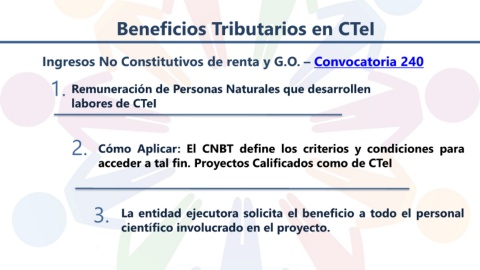 Beneficios Tributarios en CTeI
Ingresos No Constitutivos de renta y G.O. – Convocatoria 240
1. Remuneración de Personas Naturales que desarrollen
labores de CTeI
2. Cómo Aplicar: El CNBT define los criterios y condiciones para
acceder a tal fin. Proyectos Calificados como de CTeI
3. La entidad ejecutora solicita el beneficio a todo el personal
científico involucrado en el proyecto.